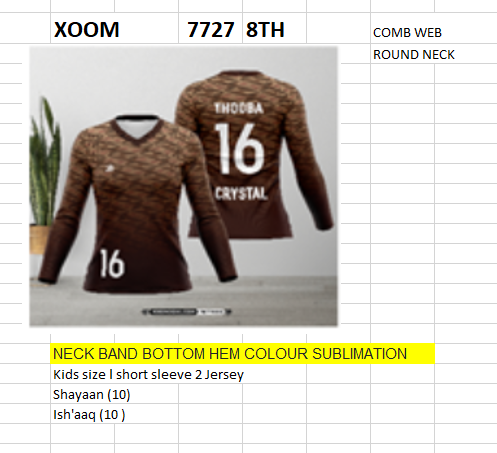 XOOM 7727 8TH
COMB WEB
ROUND NECK
THOOBA
16
CRYSTAL
16
NECK BAND BOTTOM HEM COLOUR SUBLIMATION
Kids size l short sleeve 2 Jersey
Shayaan (10)
Ish'aaq (10 )